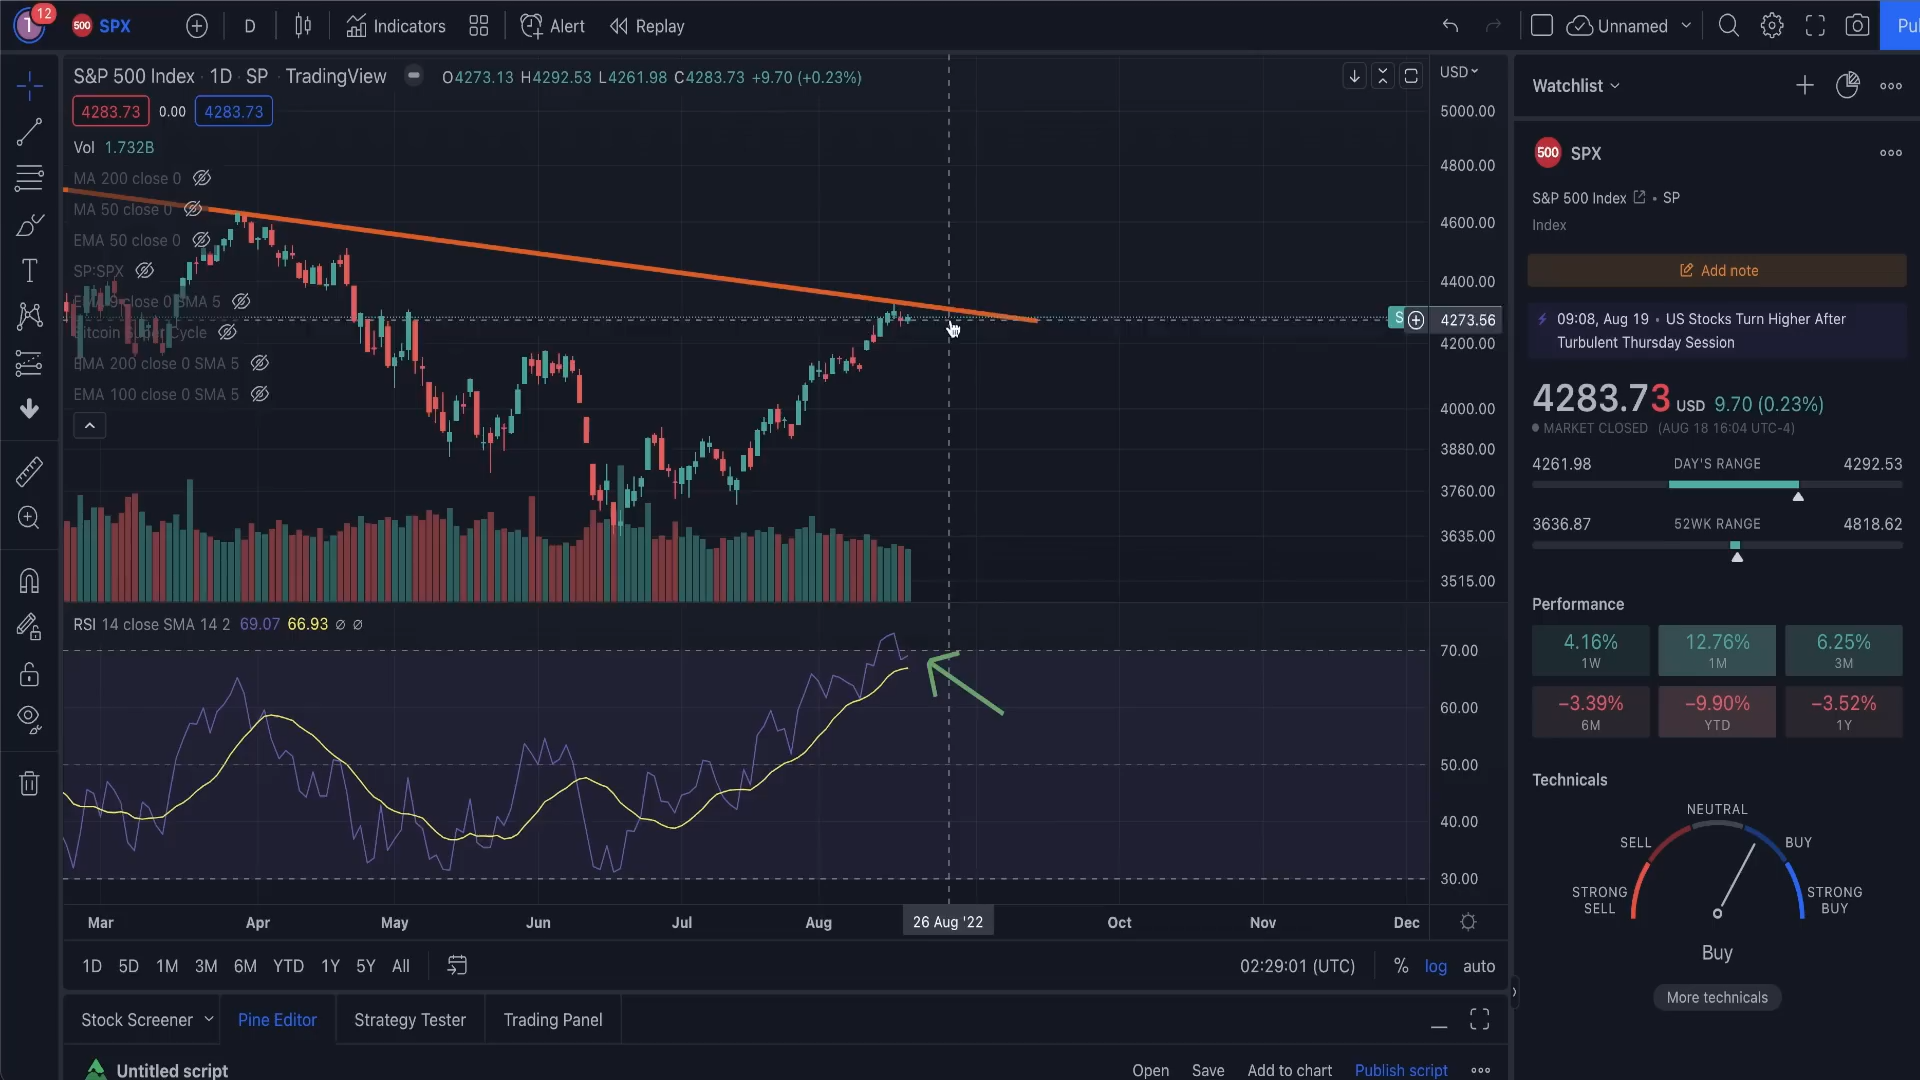 12
500 SPX
D
Indicators
Alert
Replay
Unnamed
Pu
S&P 500 Index · 1D · SP · TradingView
O4273.13 H4292.53 L4261.98 C4283.73 +9.70 (+0.23%)
4283.73 0.00 4283.73
Vol 1.732B
MA 200 close 0
MA 50 close 0
EMA 50 close 0
SP:SPX
EMA 9 close 0 SMA 5
Bitcoin Super Cycle
EMA 200 close 0 SMA 5
EMA 100 close 0 SMA 5
USD
5000.00
4800.00
4600.00
4400.00
S 4273.56
4200.00
4000.00
3880.00
3760.00
3635.00
3515.00
RSI 14 close SMA 14 2 69.07 66.93 ∅ ∅
70.00
60.00
50.00
40.00
30.00
Mar Apr May Jun Jul Aug 26 Aug '22 Oct Nov Dec
1D 5D 1M 3M 6M YTD 1Y 5Y All
02:29:01 (UTC) % log auto
Stock Screener Pine Editor Strategy Tester Trading Panel
Untitled script
Open Save Add to chart Publish script
Watchlist
500 SPX
S&P 500 Index • SP
Index
Add note
09:08, Aug 19 • US Stocks Turn Higher After
Turbulent Thursday Session
4283.73 USD 9.70 (0.23%)
MARKET CLOSED (AUG 18 16:04 UTC-4)
4261.98 DAY'S RANGE 4292.53
3636.87 52WK RANGE 4818.62
Performance
4.16% 12.76% 6.25%
1W 1M 3M
−3.39% −9.90% −3.52%
6M YTD 1Y
Technicals
NEUTRAL
SELL BUY
STRONG SELL STRONG BUY
Buy
More technicals